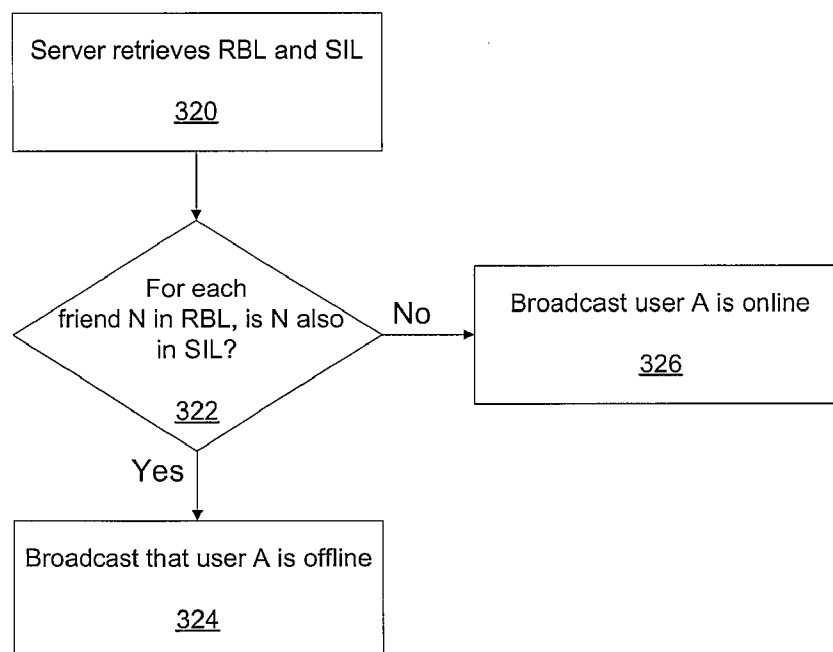 Server retrieves RBL and SIL
320
For each
friend N in RBL, is N also
in SIL?
322
No
Broadcast user A is online
326
Yes
Broadcast that user A is offline
324